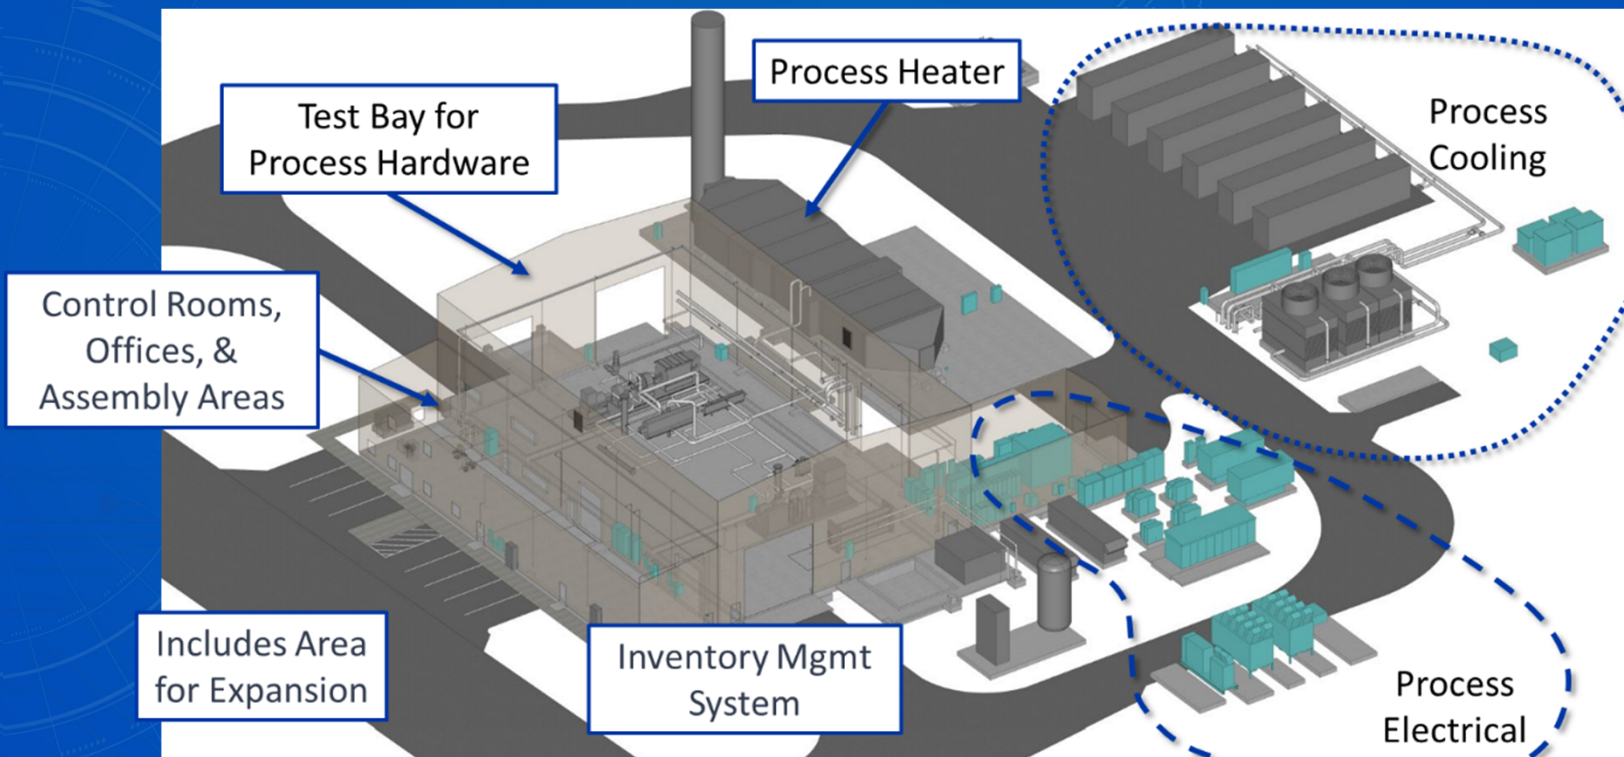 Test Bay for
Process Hardware
Process Heater
Process
Cooling
Control Rooms,
Offices, &
Assembly Areas
Includes Area
for Expansion
Inventory Mgmt
System
Process
Electrical